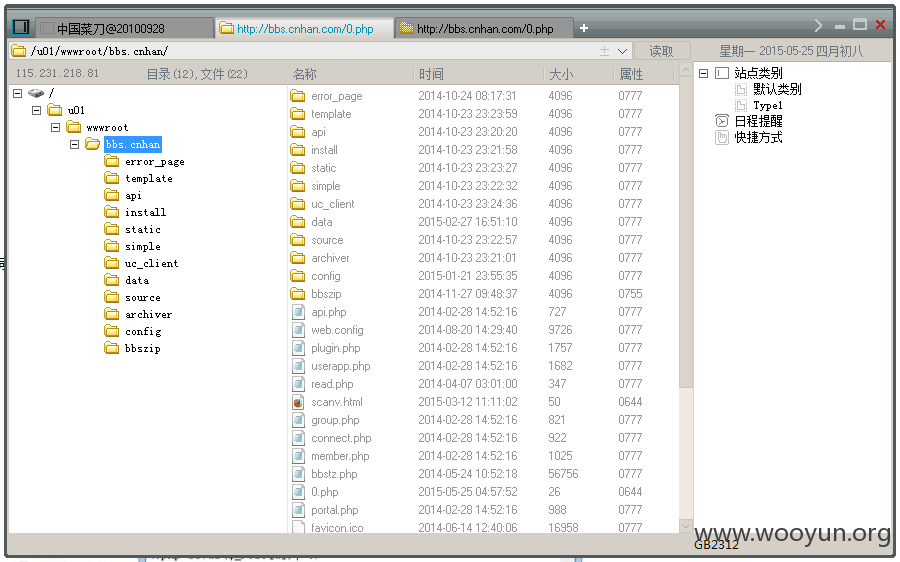 中国菜刀@20100928 http://bbs.cnhan.com/0.php http://bbs.cnhan.com/0.php
/u01/wwwroot/bbs.cnhan/ 读取 星期一 2015-05-25 四月初八
115.231.218.81 目录(12),文件(22) 名称 时间 大小 属性
/
u01
wwwroot
bbs.cnhan
error_page
template
api
install
static
simple
uc_client
data
source
archiver
config
bbszip
error_page 2014-10-24 08:17:31 4096 0777
template 2014-10-23 23:23:59 4096 0777
api 2014-10-23 23:20:20 4096 0777
install 2014-10-23 23:21:58 4096 0777
static 2014-10-23 23:23:27 4096 0777
simple 2014-10-23 23:22:32 4096 0777
uc_client 2014-10-23 23:24:36 4096 0777
data 2015-02-27 16:51:10 4096 0777
source 2014-10-23 23:22:57 4096 0777
archiver 2014-10-23 23:21:01 4096 0777
config 2015-01-21 23:55:35 4096 0777
bbszip 2014-11-27 09:48:37 4096 0755
api.php 2014-02-28 14:52:16 727 0777
web.config 2014-08-20 14:29:40 9726 0777
plugin.php 2014-02-28 14:52:16 1757 0777
userapp.php 2014-02-28 14:52:16 1682 0777
read.php 2014-04-07 03:01:00 347 0777
scanv.html 2015-03-12 11:11:02 50 0644
group.php 2014-02-28 14:52:16 821 0777
connect.php 2014-02-28 14:52:16 922 0777
member.php 2014-02-28 14:52:16 1025 0777
bbstz.php 2014-05-24 10:52:18 56756 0777
0.php 2015-05-25 04:57:52 26 0644
portal.php 2014-02-28 14:52:16 988 0777
favicon.ico 2014-06-14 12:40:06 16958 0777
站点类别
默认类别
Type1
日程提醒
快捷方式
www.wooyun.org
GB2312